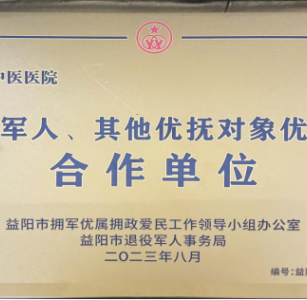 中医医院
军人、其他优抚对象优
合作单位
益阳市拥军优属拥政爱民工作领导小组办公室
益阳市退役军人事务局
二〇二三年八月
编号:益